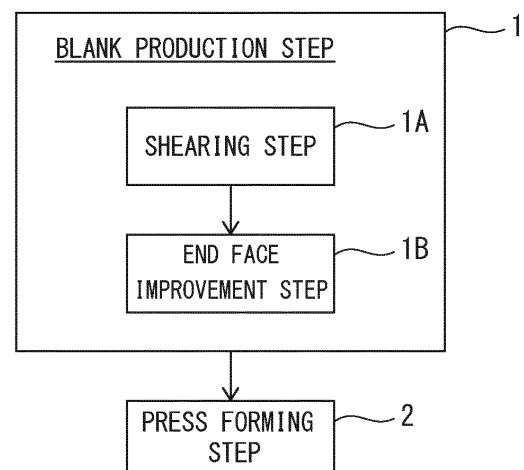 1
BLANK PRODUCTION STEP
1A
SHEARING STEP
1B
END FACE
IMPROVEMENT STEP
2
PRESS FORMING
STEP